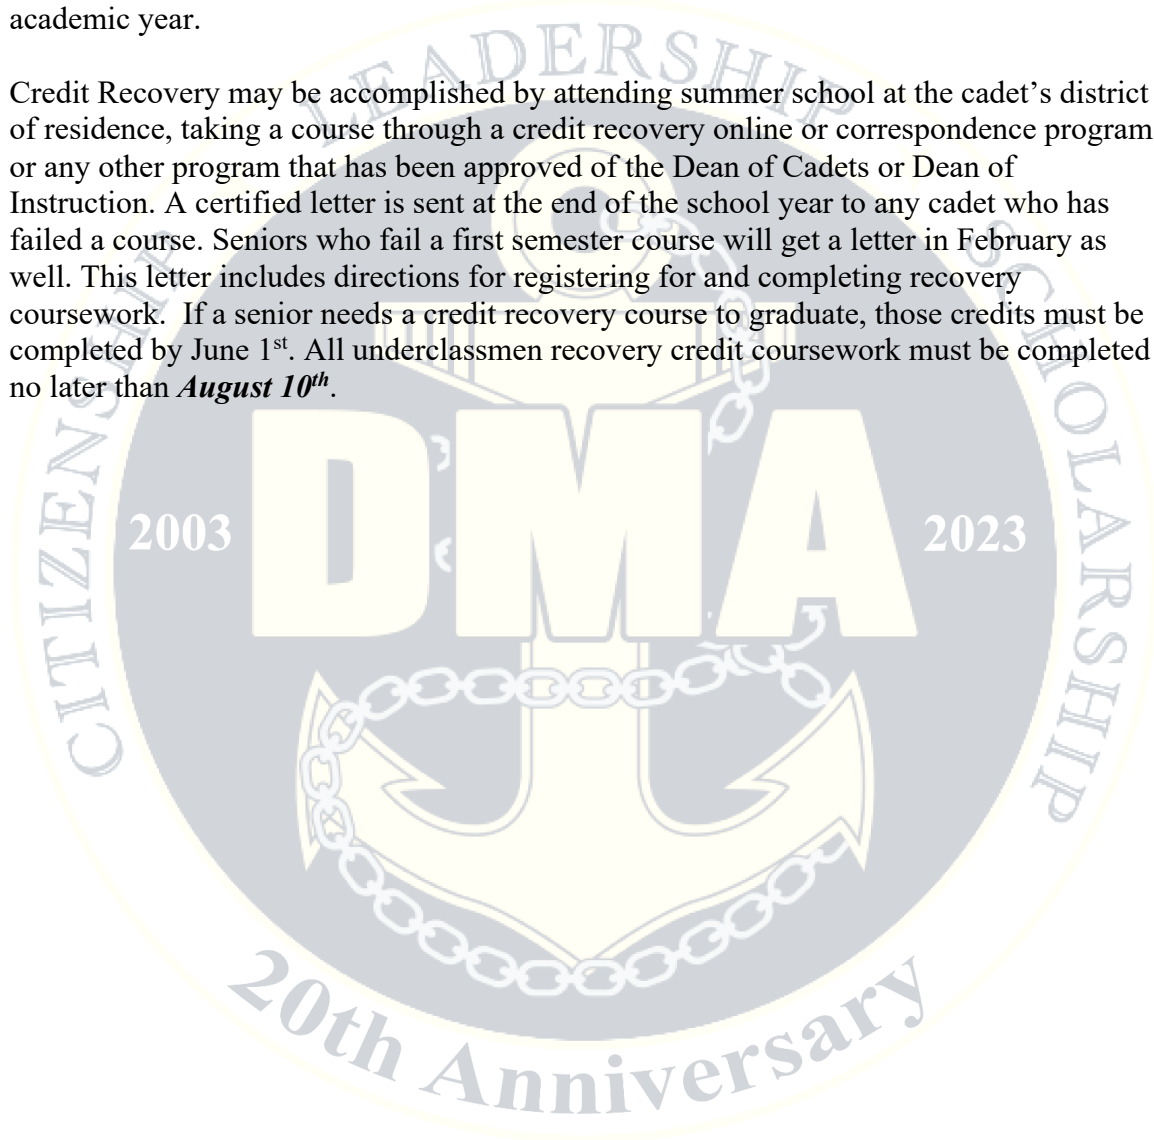 academic year.
Credit Recovery may be accomplished by attending summer school at the cadet’s district
of residence, taking a course through a credit recovery online or correspondence program
or any other program that has been approved of the Dean of Cadets or Dean of
Instruction. A certified letter is sent at the end of the school year to any cadet who has
failed a course. Seniors who fail a first semester course will get a letter in February as
well. This letter includes directions for registering for and completing recovery
coursework.  If a senior needs a credit recovery course to graduate, those credits must be
completed by June 1st. All underclassmen recovery credit coursework must be completed
no later than August 10th.
LEADERSHIP
CITIZENSHIP
SCHOLARSHIP
2003
DMA
2023
20th Anniversary